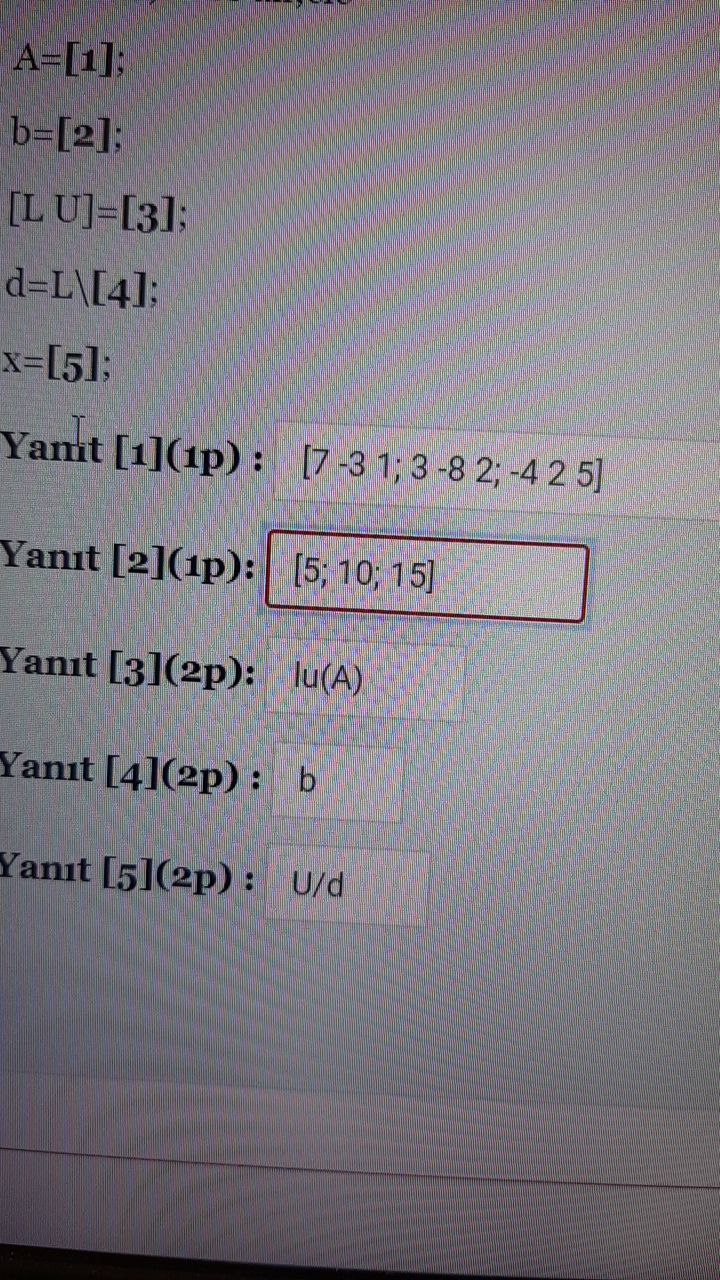 A=[1];
b=[2];
[L U]=[3];
d=L\[4];
x=[5];
Yanıt [1](1p) : [7 -3 1; 3 -8 2; -4 2 5]
Yanıt [2](1p): [5; 10; 15]
Yanıt [3](2p): lu(A)
Yanıt [4](2p) : b
Yanıt [5](2p) : U/d